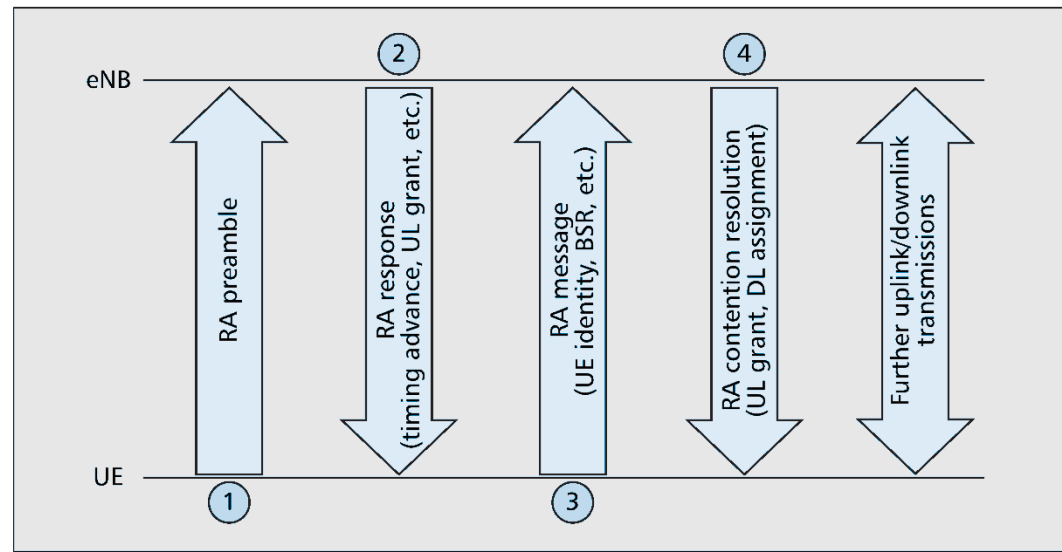 2
4
eNB
RA preamble
RA response
(timing advance, UL grant, etc.)
RA message
(UE identity, BSR, etc.)
RA contention resolution
(UL grant, DL assignment)
Further uplink/downlink
transmissions
UE
1
3